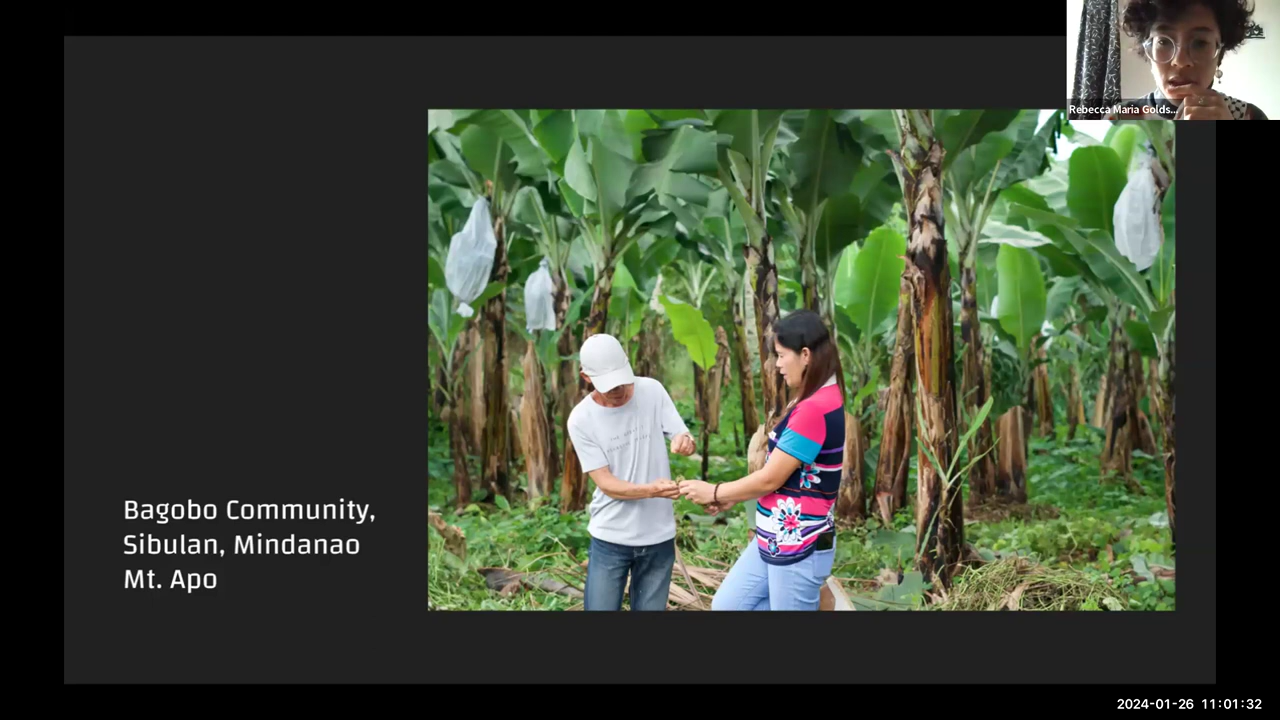 Rebecca Maria Golds...
Bagobo Community,
Sibulan, Mindanao
Mt. Apo
2024-01-26 11:01:32